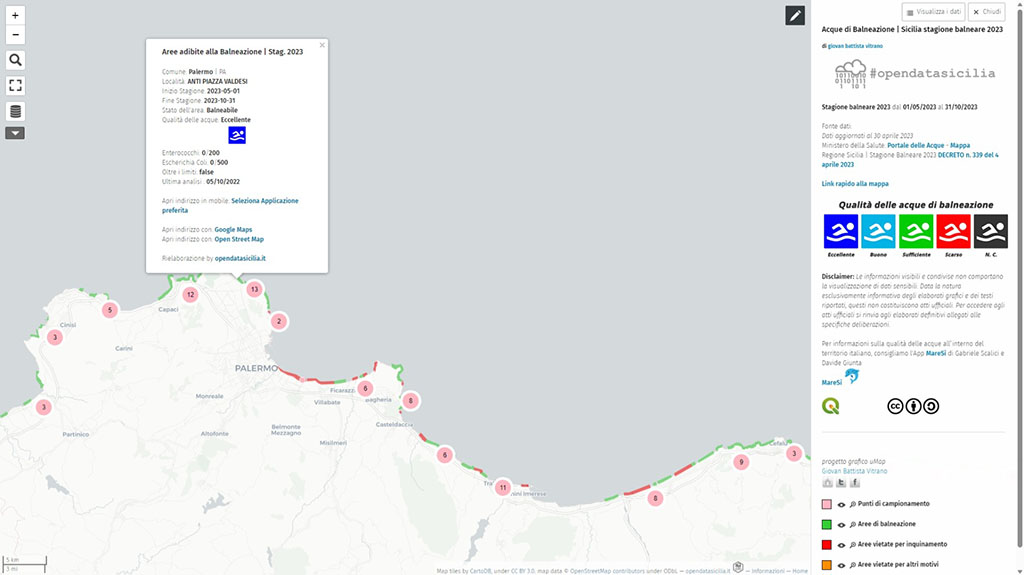 +
−
Aree adibite alla Balneazione | Stag. 2023
×
Comune: Palermo | PA
Località: ANTI PIAZZA VALDESI
Inizio Stagione: 2023-05-01
Fine Stagione: 2023-10-31
Stato dell'area: Balneabile
Qualità delle acque: Eccellente
Enterococchi: 0/200
Escherichia Coli: 0/500
Oltre i limiti: false
Ultima analisi : 05/10/2022
Apri indirizzo in mobile: Seleziona Applicazione
preferita
Apri indirizzo con: Google Maps
Apri indirizzo con: Open Street Map
Rielaborazione by opendatasicilia.it
12
13
5
Capaci
2
Cinisi
3
Carini
PALERMO
Ficarazzi
6
Monreale
Villabate
Bagheria
8
3
Casteldaccia
Partinico
Altofonte
Belmonte
Mezzagno
Misilmeri
6
Cefalù
3
9
11
8
5 km
3 mi
Map tiles by CartoDB, under CC BY 3.0. map data © OpenStreetMap contributors under ODbL — opendatasicilia.it — Informazioni — Home
Visualizza i dati
× Chiudi
Acque di Balneazione | Sicilia stagione balneare 2023
di giovan battista vitrano
#opendatasicilia
Stagione balneare 2023 dal 01/05/2023 al 31/10/2023
Fonte dati:
Dati aggiornati al 30 aprile 2023
Ministero della Salute: Portale delle Acque - Mappa
Regione Sicilia | Stagione Balneare 2023 DECRETO n. 339 del 4
aprile 2023
Link rapido alla mappa
Qualità delle acque di balneazione
Eccellente Buono Sufficiente Scarso N. C.
Disclaimer: Le informazioni visibili e condivise non comportano
la visualizzazione di dati sensibili. Data la natura
esclusivamente informativa degli elaborati grafici e dei testi
riportati, questi non costituiscono atti ufficiali. Per accedere agli
atti ufficiali si rinvia agli elaborati definitivi allegati alle
specifiche deliberazioni.
Per informazioni sulla qualità delle acque all'interno del
territorio italiano, consigliamo l'App MareSi di Gabriele Scalici e
Davide Giunta
MareSi
progetto grafico uMap
Giovan Battista Vitrano
Punti di campionamento
Aree di balneazione
Aree vietate per inquinamento
Aree vietate per altri motivi